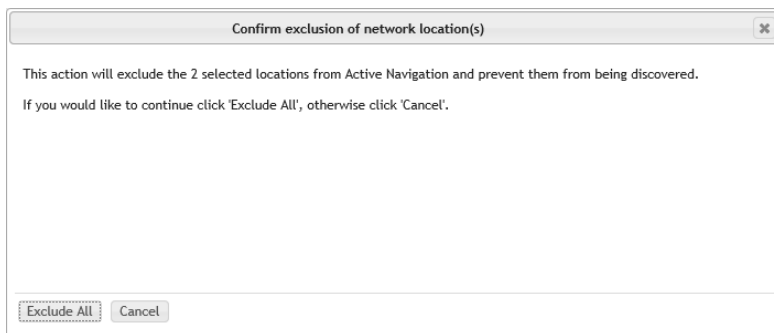 Confirm exclusion of network location(s)
This action will exclude the 2 selected locations from Active Navigation and prevent them from being discovered.
If you would like to continue click 'Exclude All', otherwise click 'Cancel'.
Exclude All Cancel